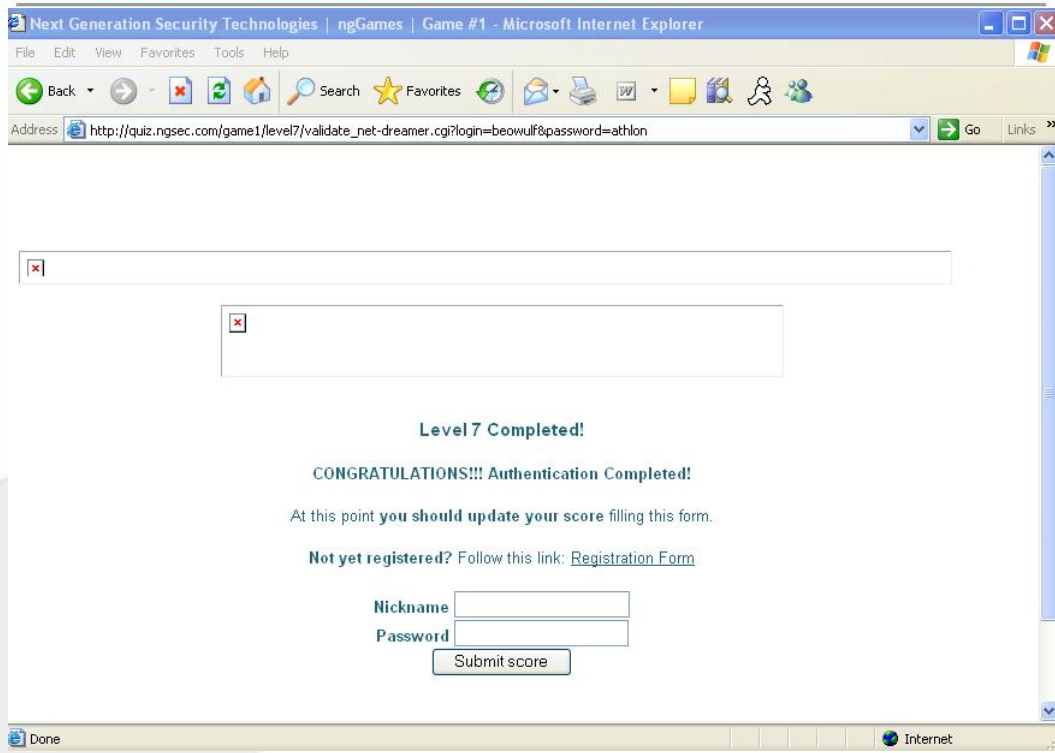 Next Generation Security Technologies | ngGames | Game #1 - Microsoft Internet Explorer
File Edit View Favorites Tools Help
Back Search Favorites
Address http://quiz.ngsec.com/game1/level7/validate_net-dreamer.cgi?login=beowulf&password=athlon Go Links »
Level 7 Completed!
CONGRATULATIONS!!! Authentication Completed!
At this point you should update your score filling this form.
Not yet registered? Follow this link: Registration Form
Nickname
Password
Submit score
Done Internet